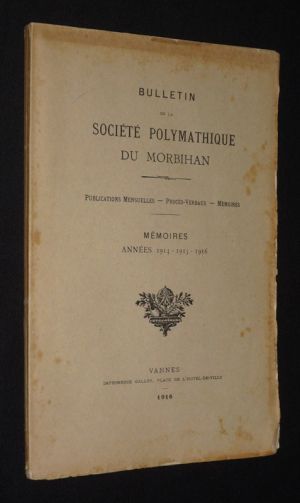 BULLETIN
DE LA
SOCIÉTÉ POLYMATHIQUE
DU MORBIHAN
PUBLICATIONS MENSUELLES — PROCÈS-VERBAUX — MÉMOIRES
MÉMOIRES
ANNÉES 1914-1915-1916
VANNES
IMPRIMERIE GALLES, PLACE DE L'HOTEL-DE-VILLE
1916